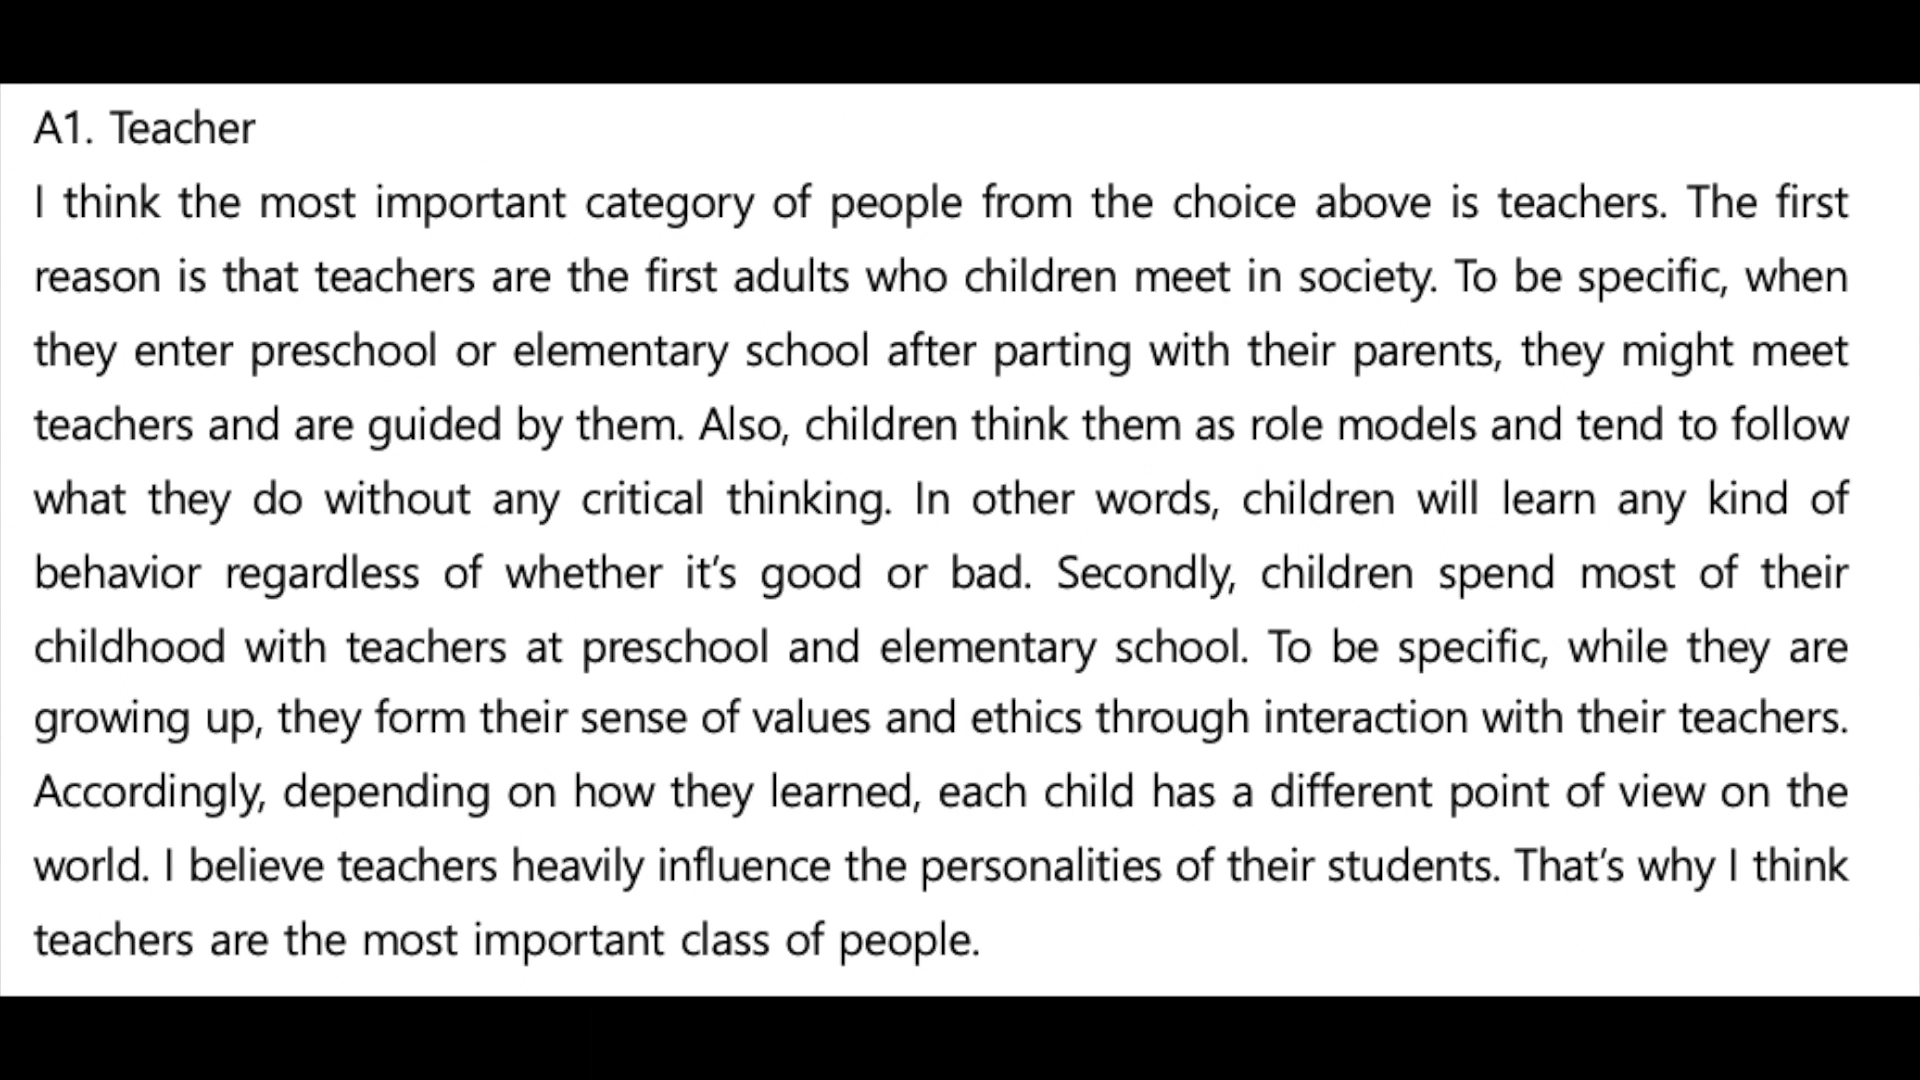 A1. Teacher
I think the most important category of people from the choice above is teachers. The first
reason is that teachers are the first adults who children meet in society. To be specific, when
they enter preschool or elementary school after parting with their parents, they might meet
teachers and are guided by them. Also, children think them as role models and tend to follow
what they do without any critical thinking. In other words, children will learn any kind of
behavior regardless of whether it’s good or bad. Secondly, children spend most of their
childhood with teachers at preschool and elementary school. To be specific, while they are
growing up, they form their sense of values and ethics through interaction with their teachers.
Accordingly, depending on how they learned, each child has a different point of view on the
world. I believe teachers heavily influence the personalities of their students. That’s why I think
teachers are the most important class of people.